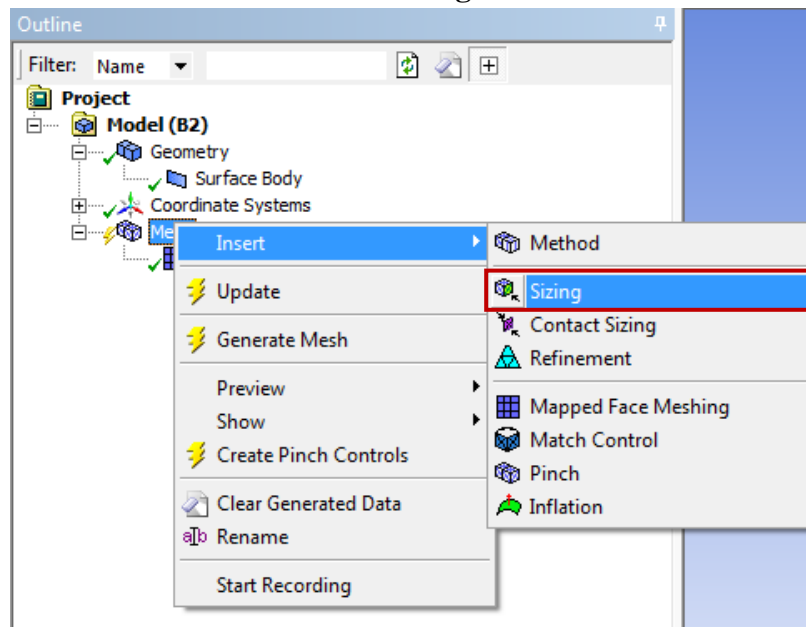 Outline
Filter: Name
Project
Model (B2)
Geometry
Surface Body
Coordinate Systems
Me
Insert
Update
Generate Mesh
Preview
Show
Create Pinch Controls
Clear Generated Data
a|b Rename
Start Recording
Method
Sizing
Contact Sizing
Refinement
Mapped Face Meshing
Match Control
Pinch
Inflation